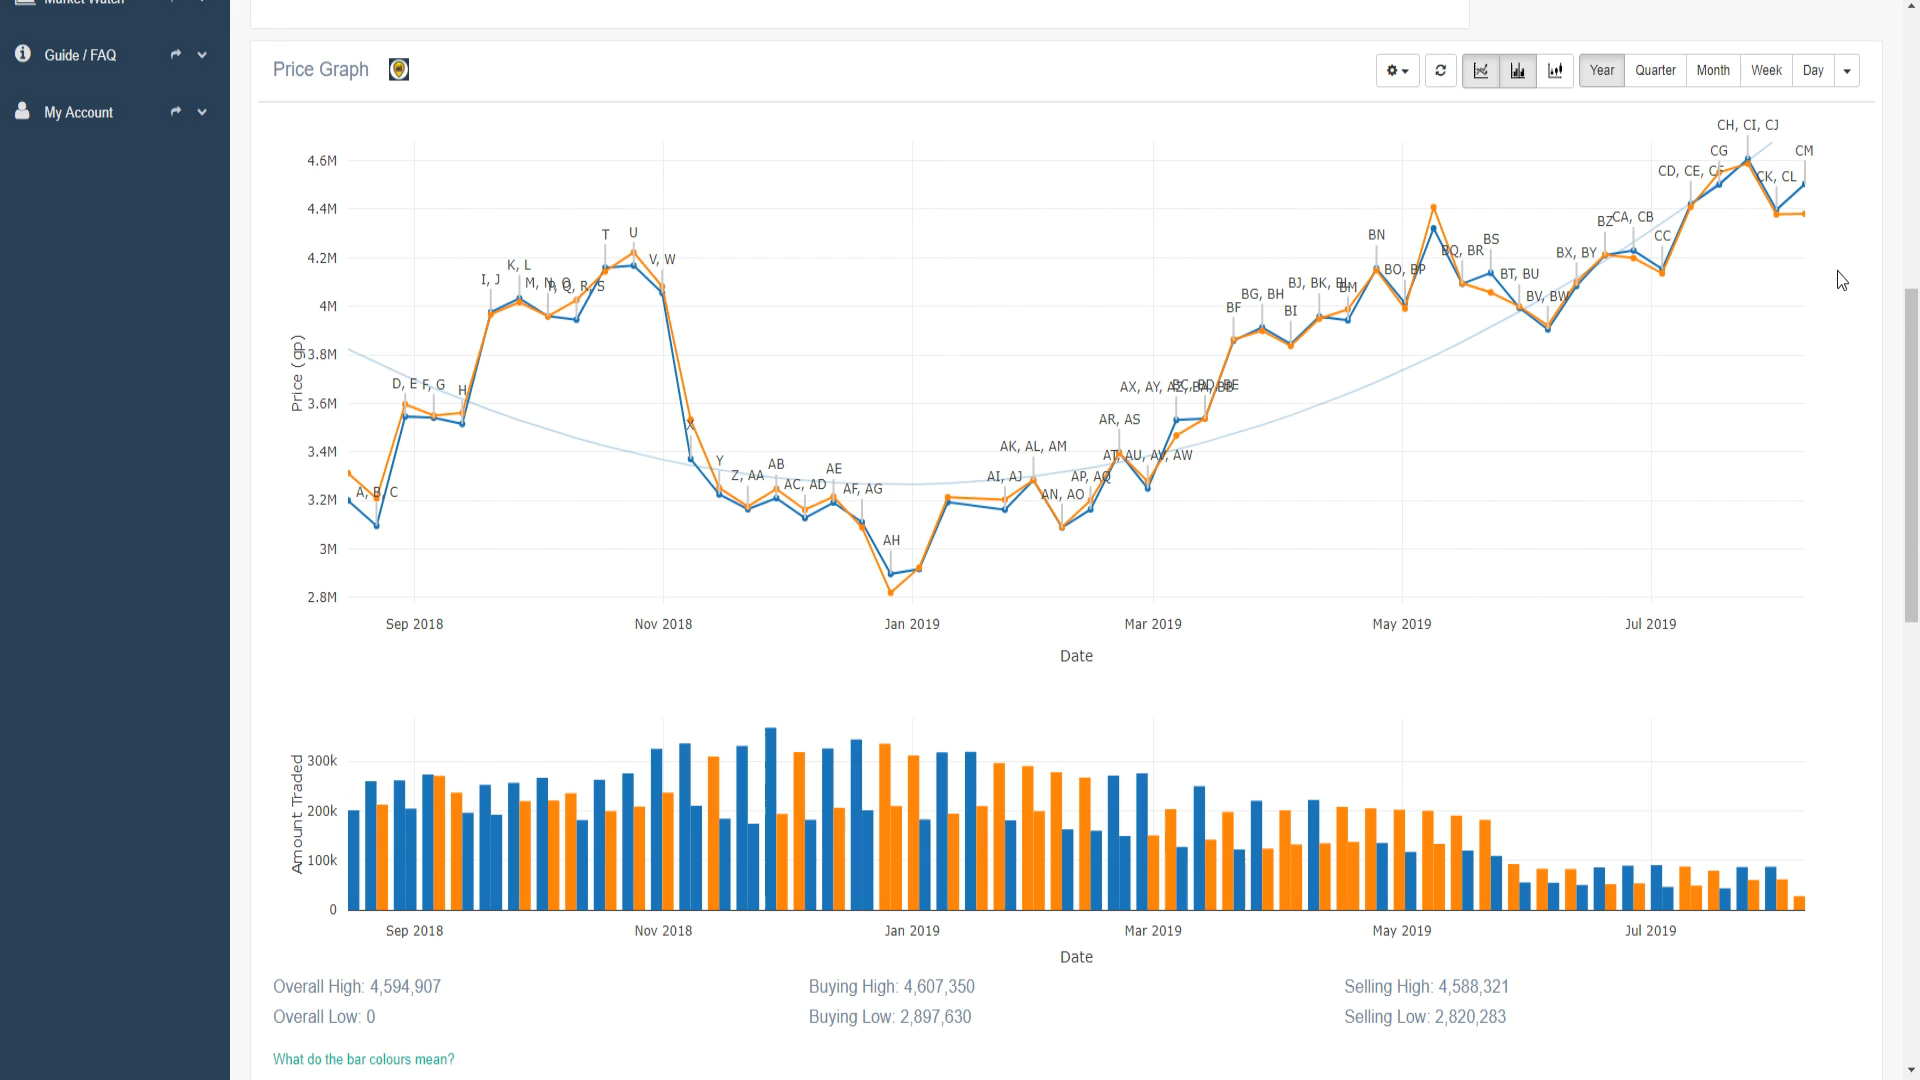 Market Watch
Guide / FAQ
My Account
Price Graph
Year Quarter Month Week Day
4.6M
4.4M
4.2M
4M
3.8M
3.6M
3.4M
3.2M
3M
2.8M
Price (gp)
A, B, C
D, E
F, G
H
I, J
K, L
M, N, O
P, Q, R, S
T
U
V, W
X
Y
Z, AA
AB
AC, AD
AE
AF, AG
AH
AI, AJ
AK, AL, AM
AN, AO
AP, AQ
AR, AS
AT, AU, AV, AW
AX, AY, AZ, BA, BB
BC, BD, BE
BF
BG, BH
BI
BJ, BK, BL
BM
BN
BO, BP
BQ, BR
BS
BT, BU
BV, BW
BX, BY
BZ
CA, CB
CC
CD, CE, CF
CG
CH, CI, CJ
CK, CL
CM
Sep 2018 Nov 2018 Jan 2019 Mar 2019 May 2019 Jul 2019
Date
300k
200k
100k
0
Amount Traded
Sep 2018 Nov 2018 Jan 2019 Mar 2019 May 2019 Jul 2019
Date
Overall High: 4,594,907 Buying High: 4,607,350 Selling High: 4,588,321
Overall Low: 0 Buying Low: 2,897,630 Selling Low: 2,820,283
What do the bar colours mean?